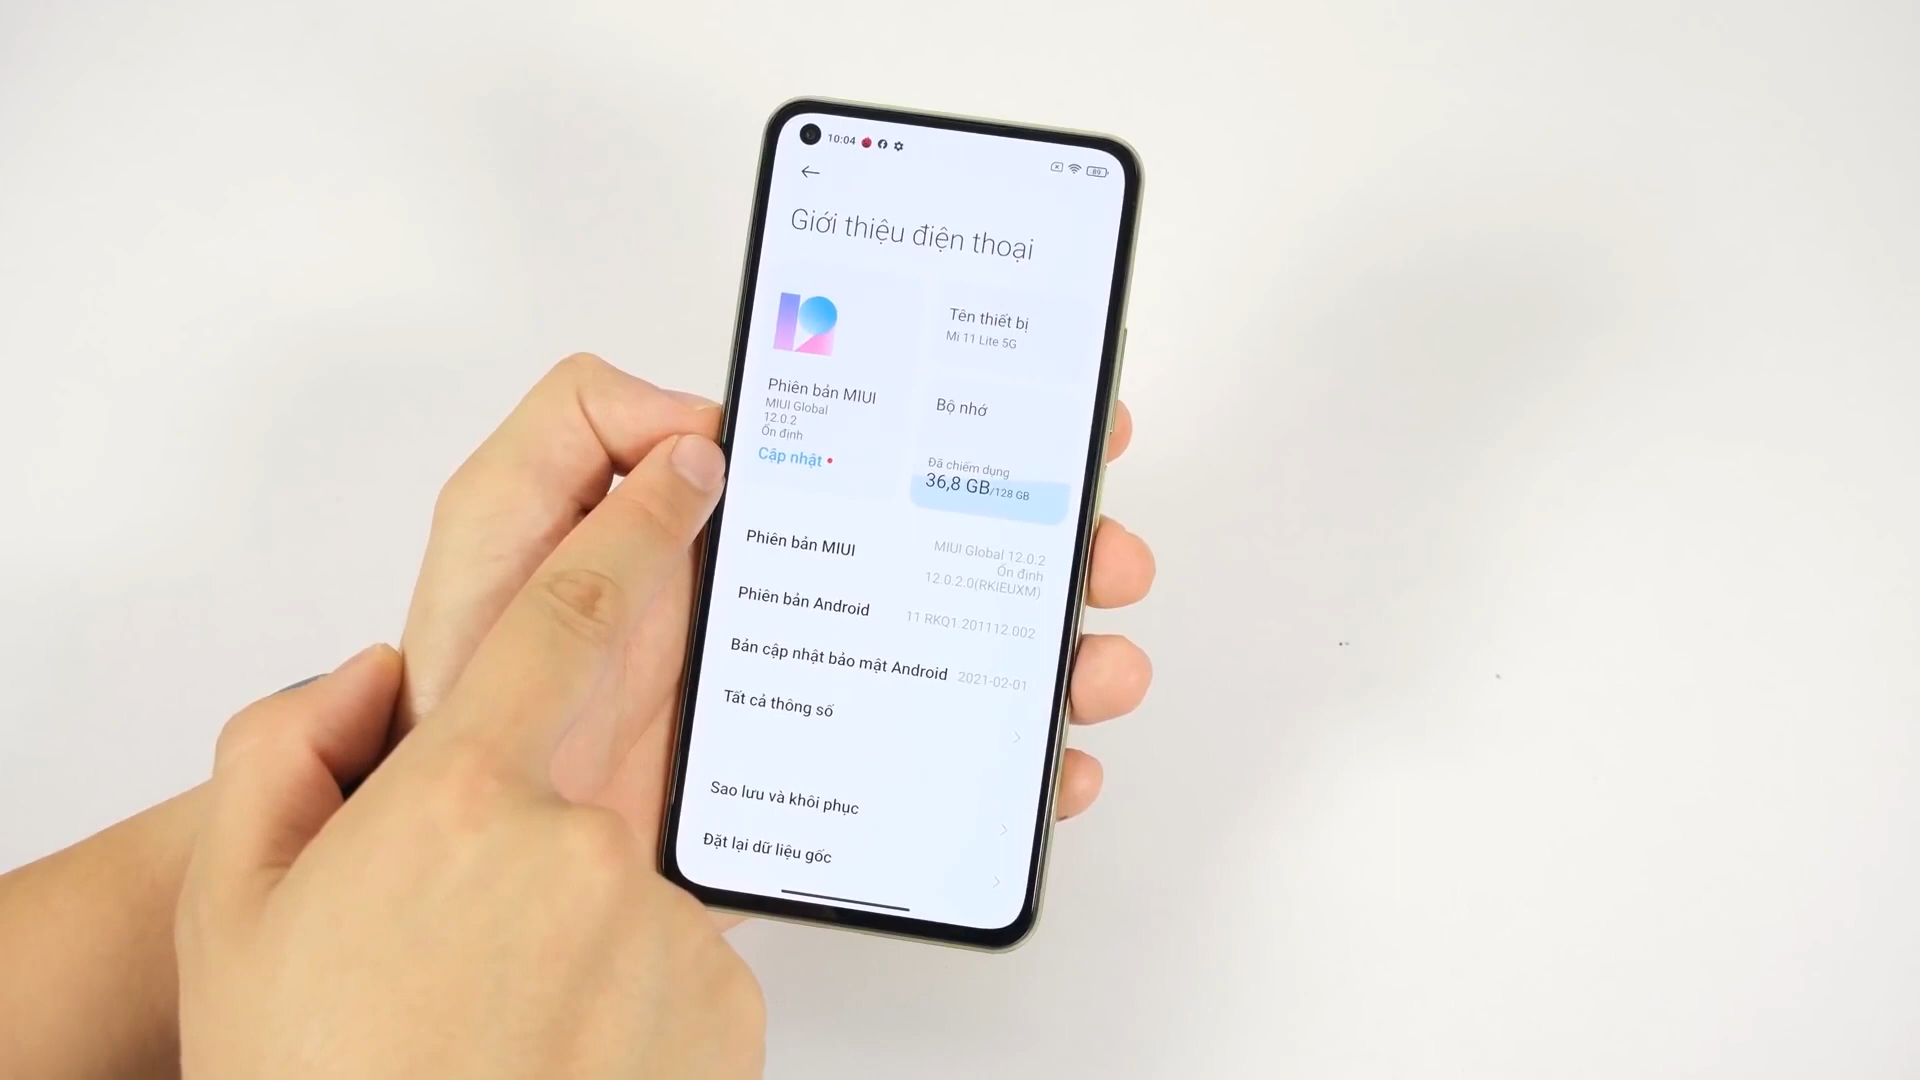 10:04
89
Giới thiệu điện thoại
Tên thiết bị
Mi 11 Lite 5G
Phiên bản MIUI
MIUI Global
12.0.2
Ổn định
Cập nhật
Bộ nhớ
Đã chiếm dụng
36,8 GB/128 GB
Phiên bản MIUI
MIUI Global 12.0.2
Ổn định
12.0.2.0(RKIEUXM)
Phiên bản Android
11 RKQ1.201112.002
Bản cập nhật bảo mật Android
2021-02-01
Tất cả thông số
Sao lưu và khôi phục
Đặt lại dữ liệu gốc